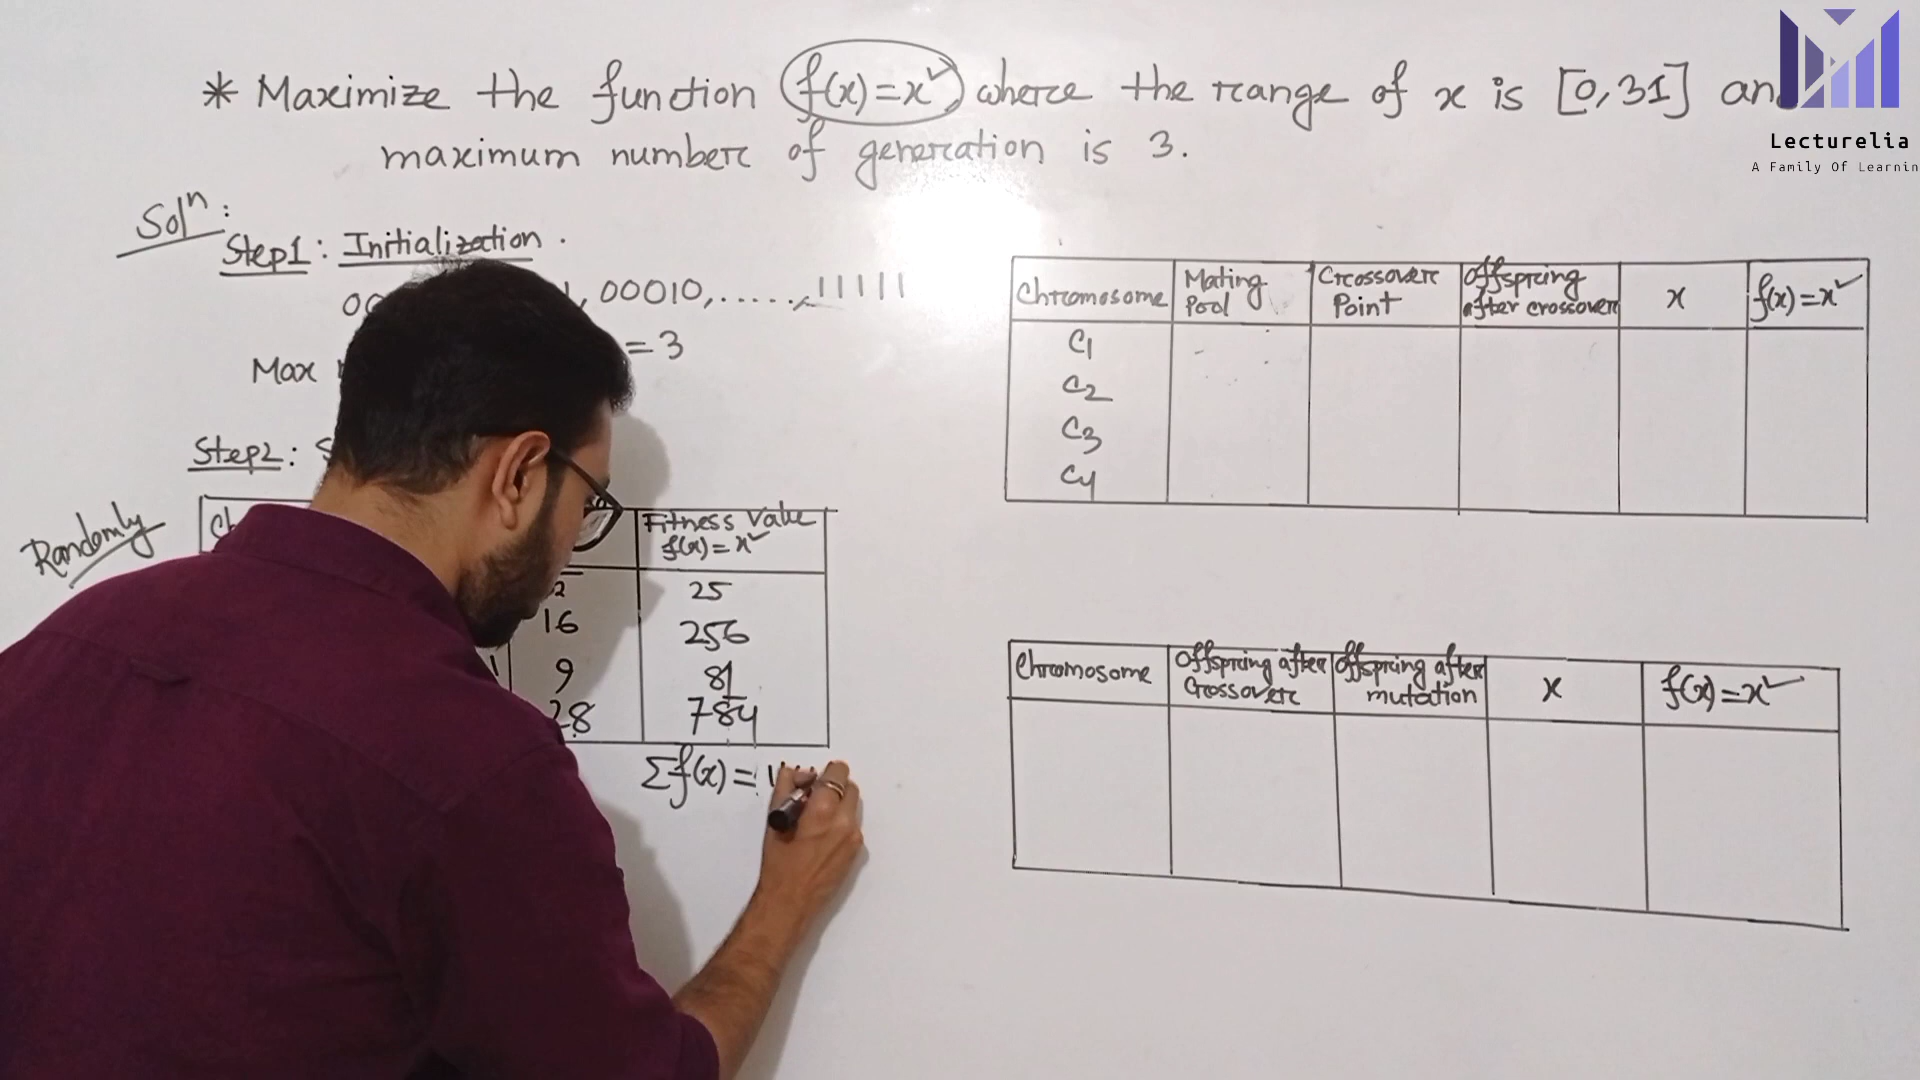 * Maximize the function f(x)=x² where the range of x is [0,31] an
maximum number of generation is 3.
Lecturelia
A Family Of Learnin
Solⁿ:
Step1: Initialization.
00 , 00010, ....., 11111
Max = 3
Step2:
Randomly
Fitness Value
f(x)=x²
25
16 256
9 81
28 784
Σf(x)=
Chromosome Mating Pool Crossover Point Offspring after crossover x f(x)=x²
C1
C2
C3
C4
Chromosome Offspring after Crossover Offspring after mutation x f(x)=x²